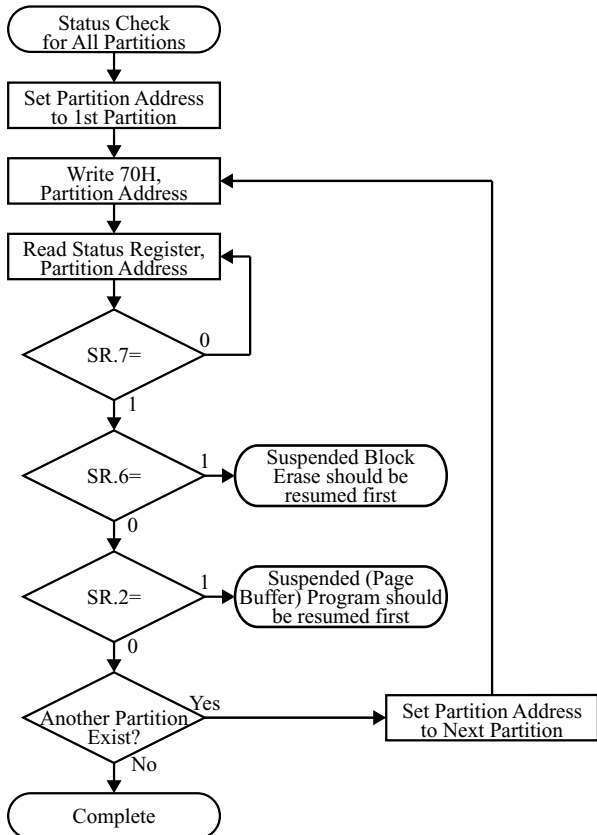 Status Check
for All Partitions
Set Partition Address
to 1st Partition
Write 70H,
Partition Address
Read Status Register,
Partition Address
SR.7=
0
1
SR.6=
1
Suspended Block
Erase should be
resumed first
0
SR.2=
1
Suspended (Page
Buffer) Program should
be resumed first
0
Another Partition
Exist?
Yes
Set Partition Address
to Next Partition
No
Complete